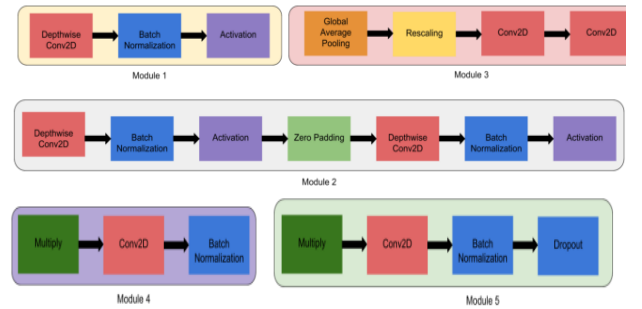 Depthwise
Conv2D
Batch
Normalization
Activation
Module 1
Global
Average
Pooling
Rescaling
Conv2D
Conv2D
Module 3
Depthwise
Conv2D
Batch
Normalization
Activation
Zero Padding
Depthwise
Conv2D
Batch
Normalization
Activation
Module 2
Multiply
Conv2D
Batch
Normalization
Module 4
Multiply
Conv2D
Batch
Normalization
Dropout
Module 5